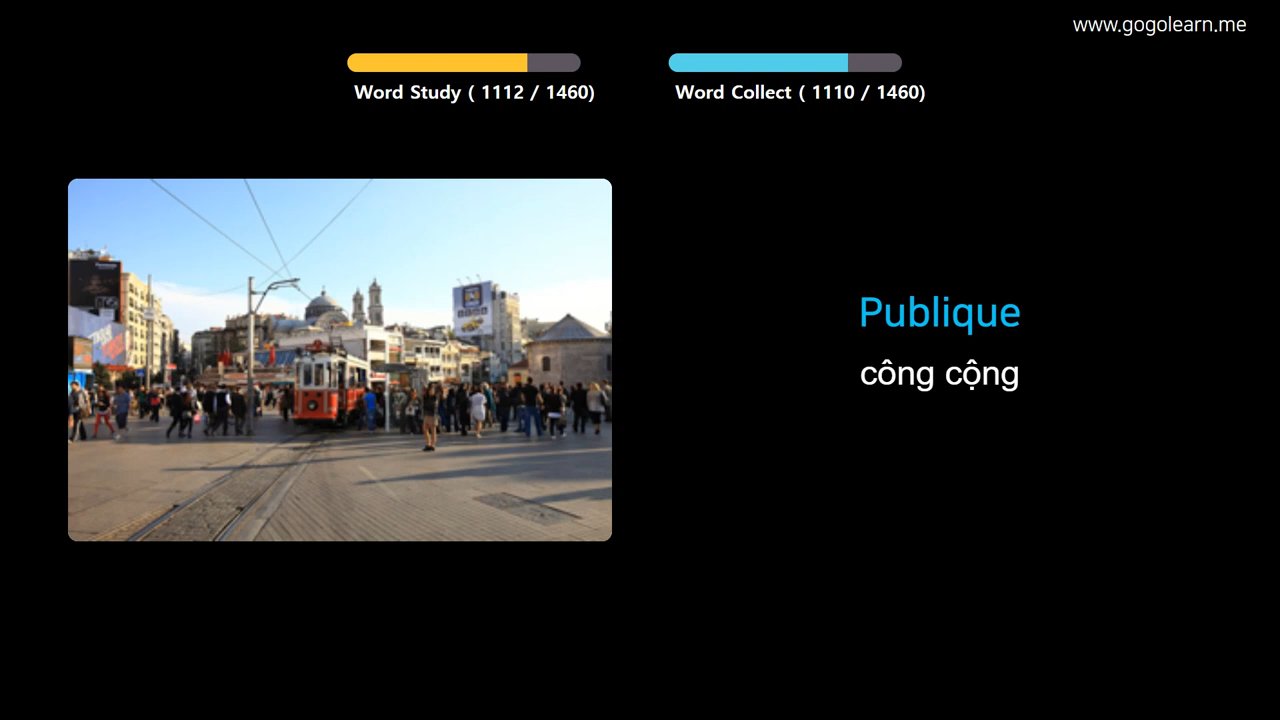 www.gogolearn.me
Word Study ( 1112 / 1460)
Word Collect ( 1110 / 1460)
Publique
công cộng